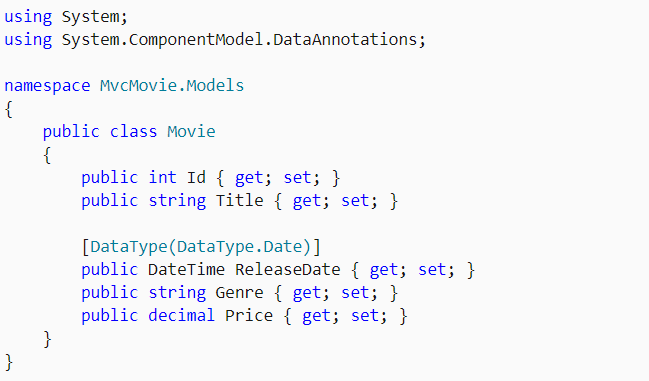 using System;
using System.ComponentModel.DataAnnotations;

namespace MvcMovie.Models
{
    public class Movie
    {
        public int Id { get; set; }
        public string Title { get; set; }

        [DataType(DataType.Date)]
        public DateTime ReleaseDate { get; set; }
        public string Genre { get; set; }
        public decimal Price { get; set; }
    }
}